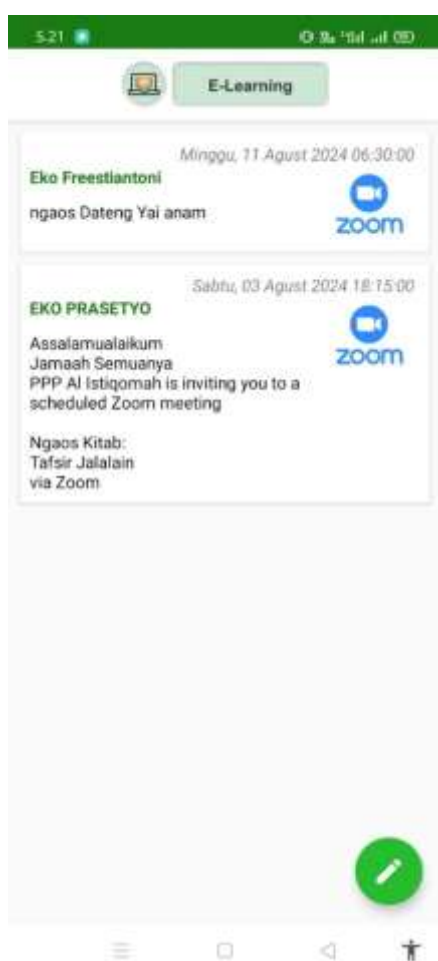 5:21
E-Learning
Minggu, 11 Agust 2024 06:30:00
Eko Freestiantoni
ngaos Dateng Yai anam
zoom
Sabtu, 03 Agust 2024 18:15:00
EKO PRASETYO
zoom
Assalamualaikum
Jamaah Semuanya
PPP Al Istiqomah is inviting you to a
scheduled Zoom meeting
Ngaos Kitab:
Tafsir Jalalain
via Zoom